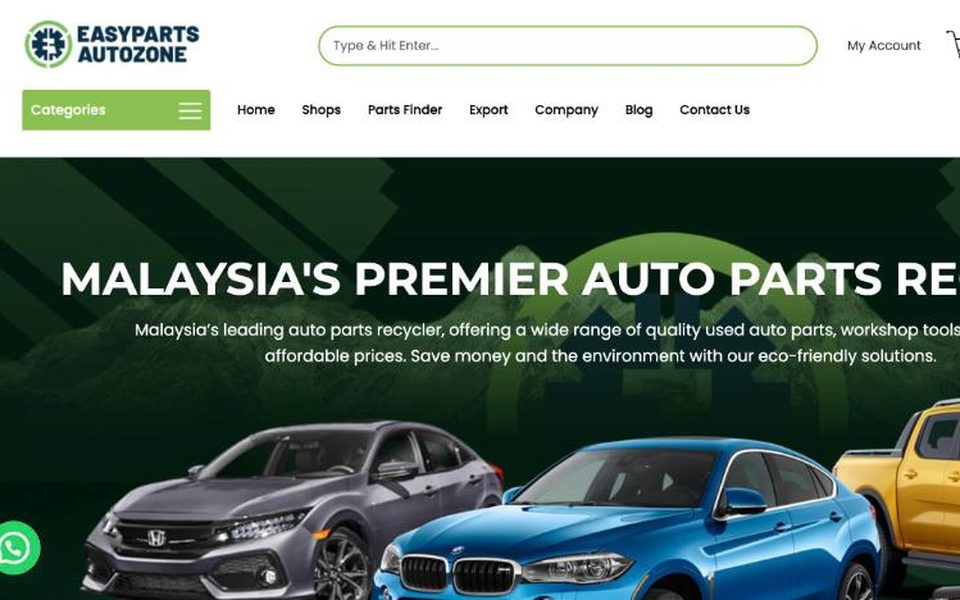 EASYPARTS
AUTOZONE
Type & Hit Enter...
My Account
Categories
Home
Shops
Parts Finder
Export
Company
Blog
Contact Us
MALAYSIA'S PREMIER AUTO PARTS
Malaysia's leading auto parts recycler, offering a wide range of quality used auto parts, workshop tools
affordable prices. Save money and the environment with our eco-friendly solutions.